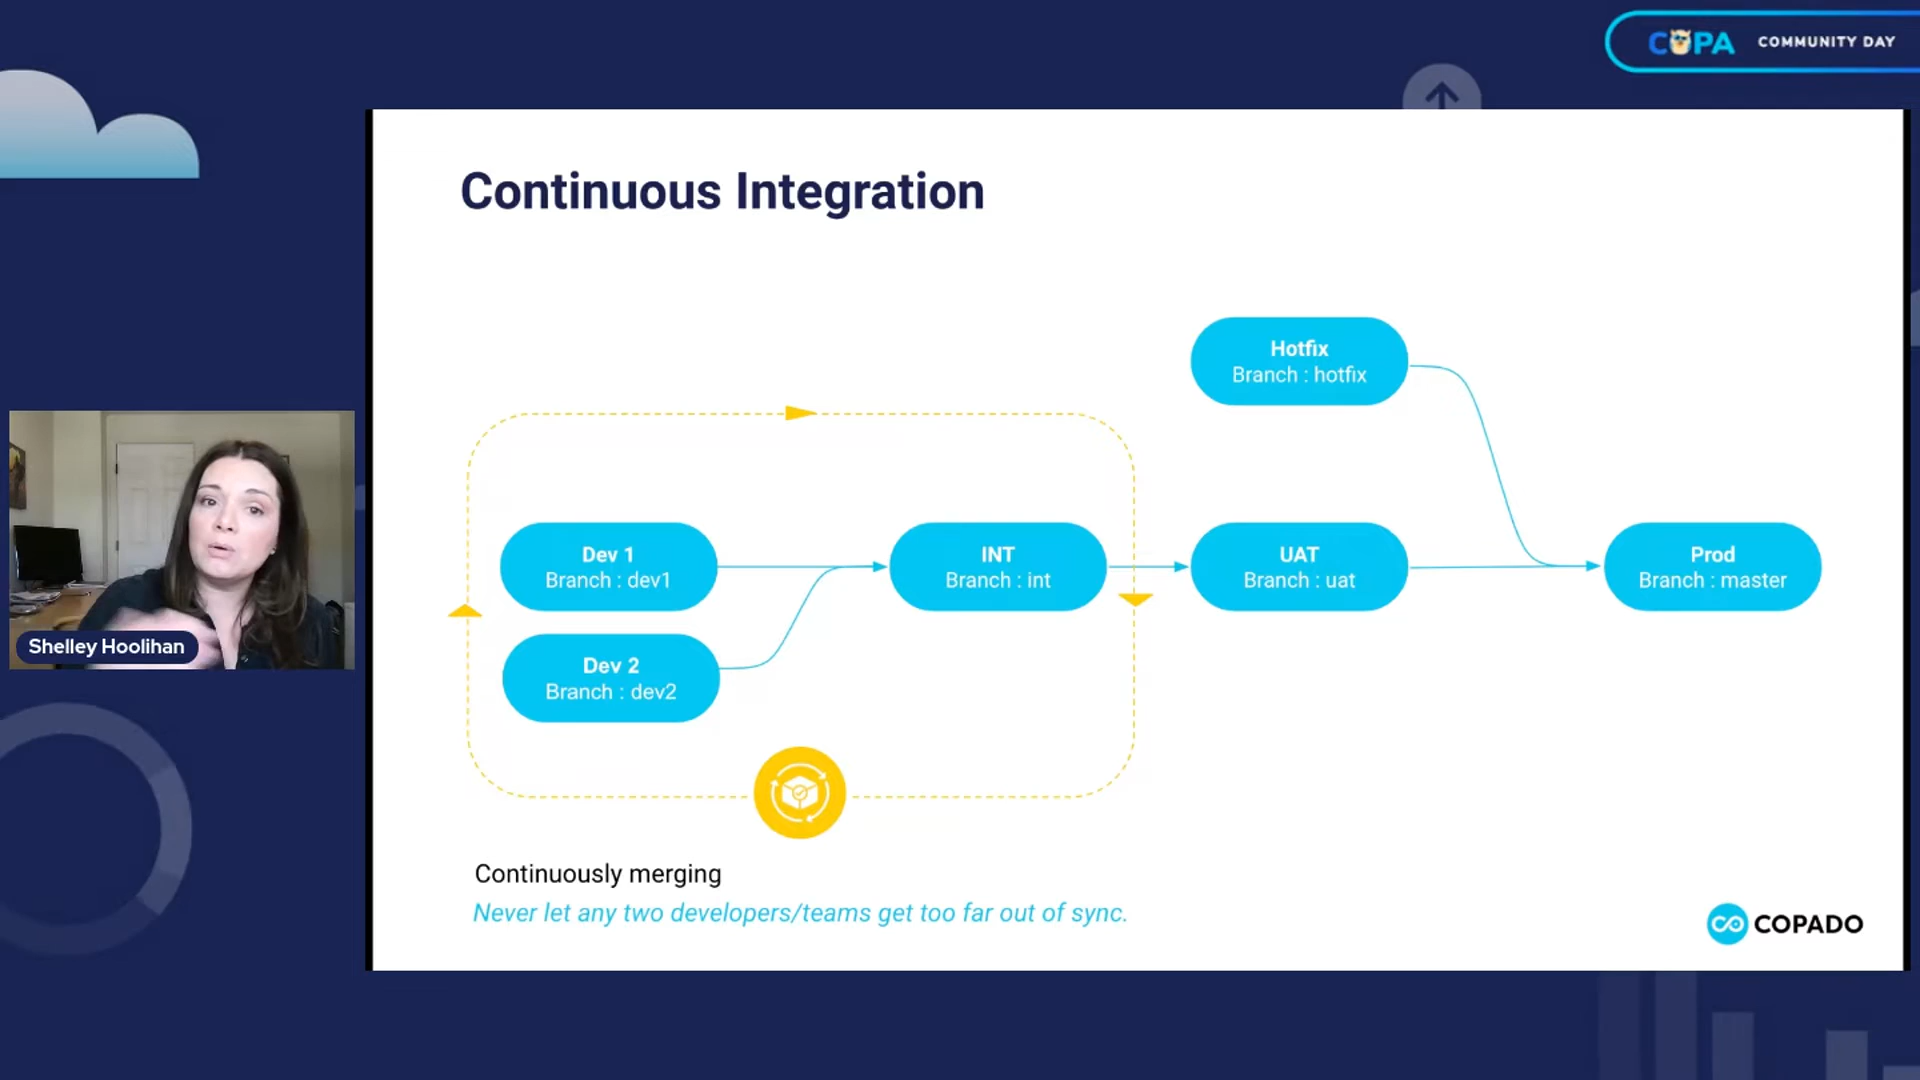 COPA COMMUNITY DAY
Continuous Integration
Hotfix
Branch : hotfix
Dev 1
Branch : dev1
INT
Branch : int
UAT
Branch : uat
Prod
Branch : master
Dev 2
Branch : dev2
Shelley Hoolihan
Continuously merging
Never let any two developers/teams get too far out of sync.
COPADO